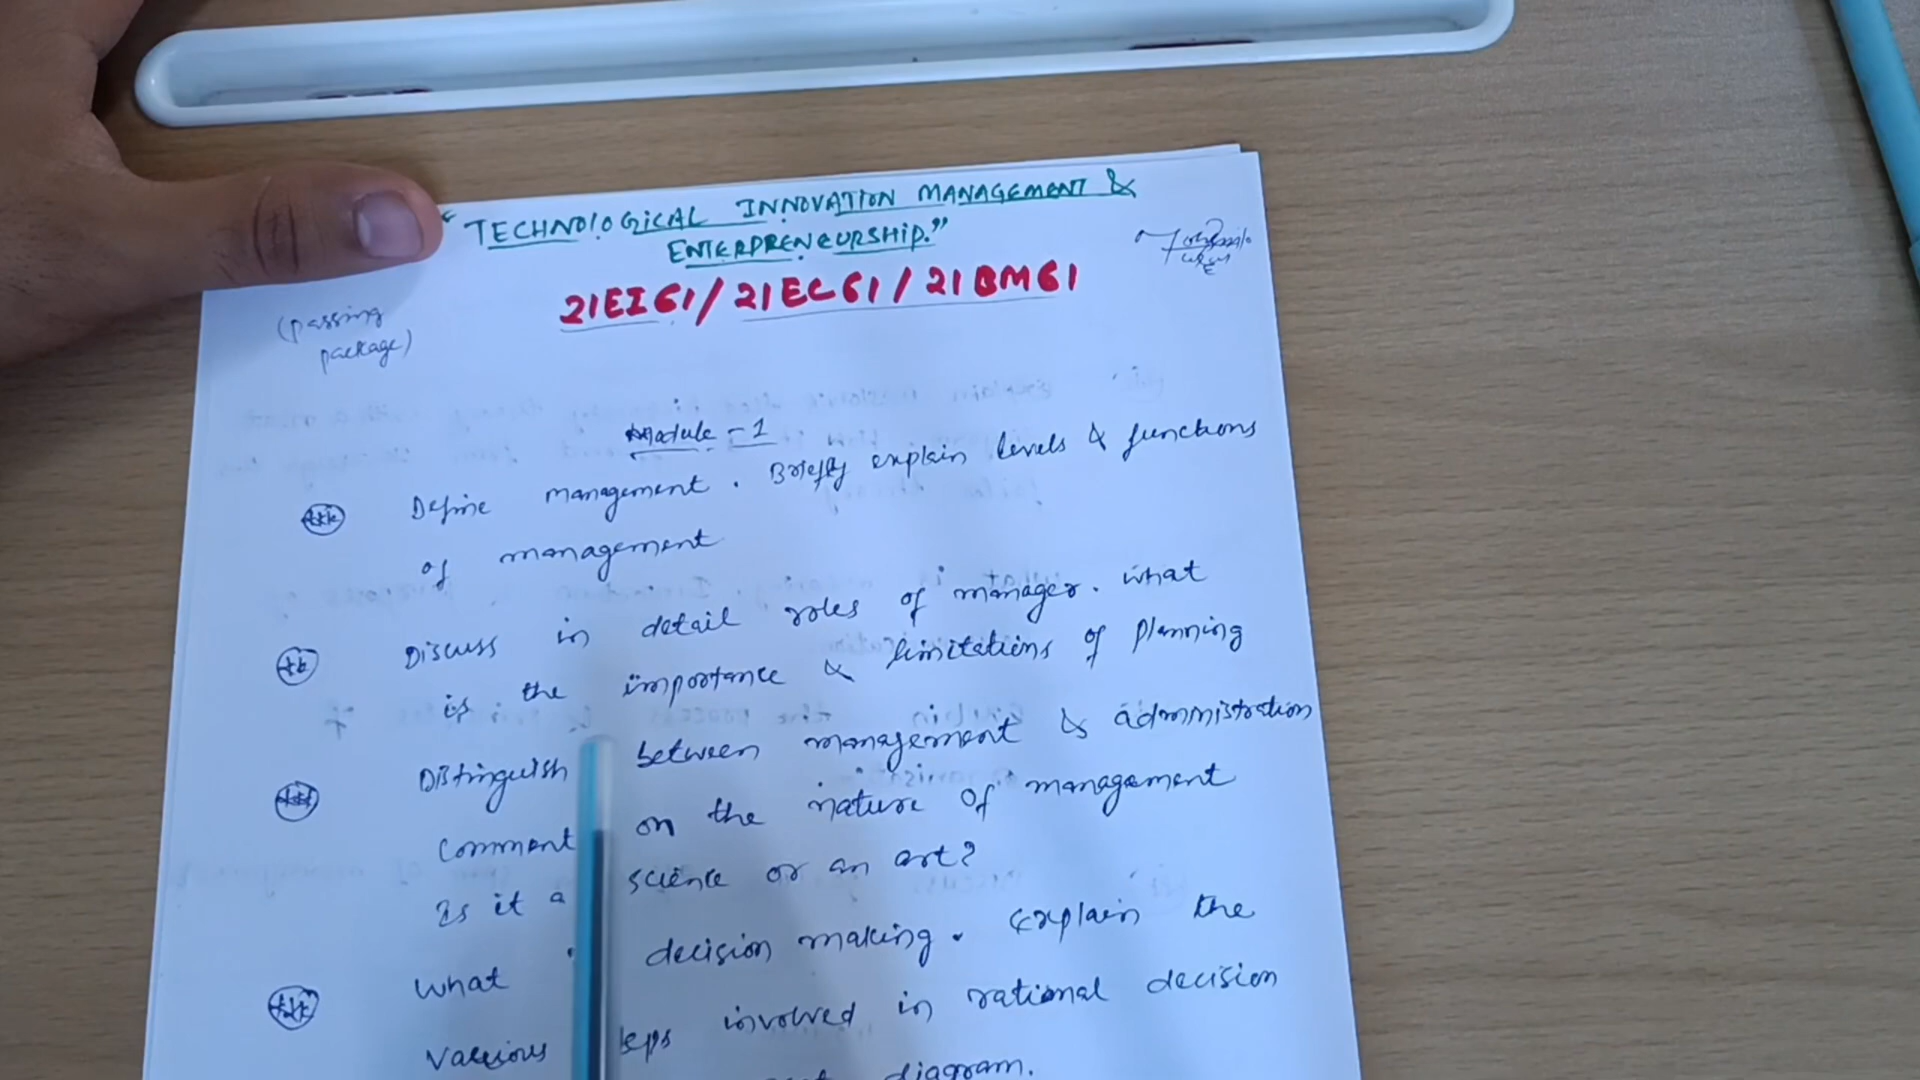 "TECHNOLOGICAL INNOVATION MANAGEMENT &
ENTERPRENEURSHIP."
21EI61/21EC61/21BM61
(passing
package)
Module - 1
Define management. Briefly explain levels & functions
of management
Discuss in detail roles of manager. what
is the importance & limitations of planning
Distinguish between management & administration
comment on the nature of management
Is it a science or an art?
What decision making. Explain the
various involved in rational decision
diagram.